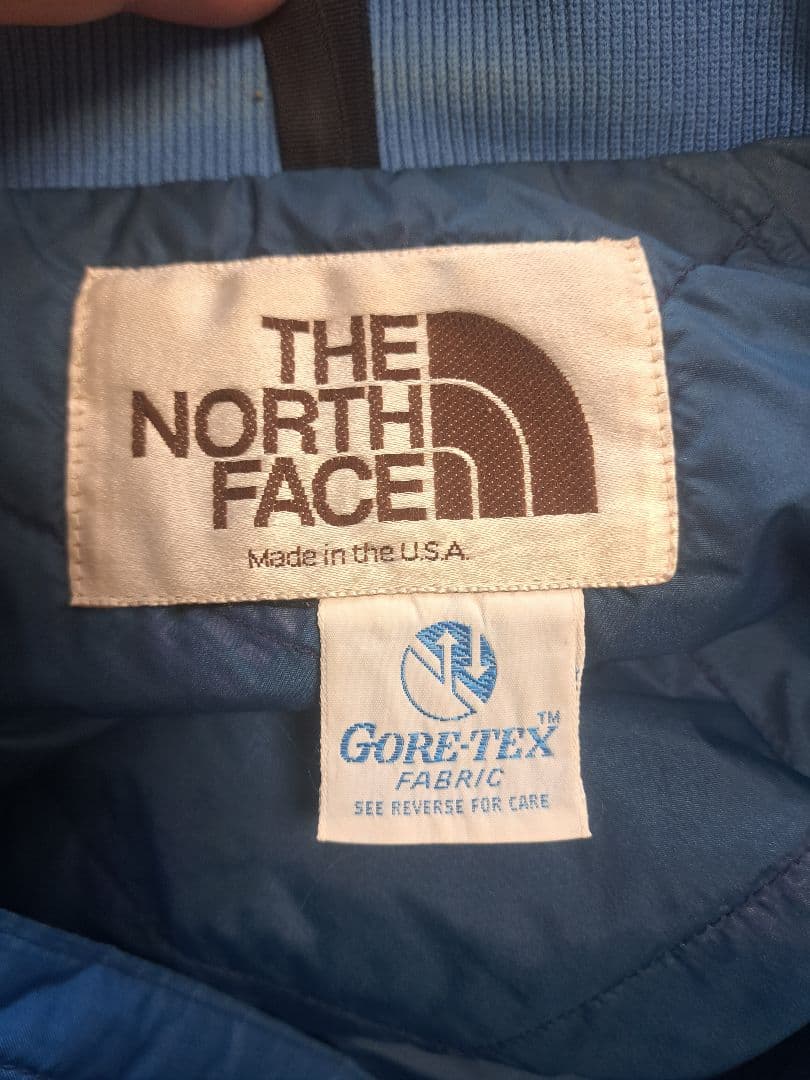 THE
NORTH
FACE
Made in the U.S.A.
GORE-TEX™
FABRIC
SEE REVERSE FOR CARE